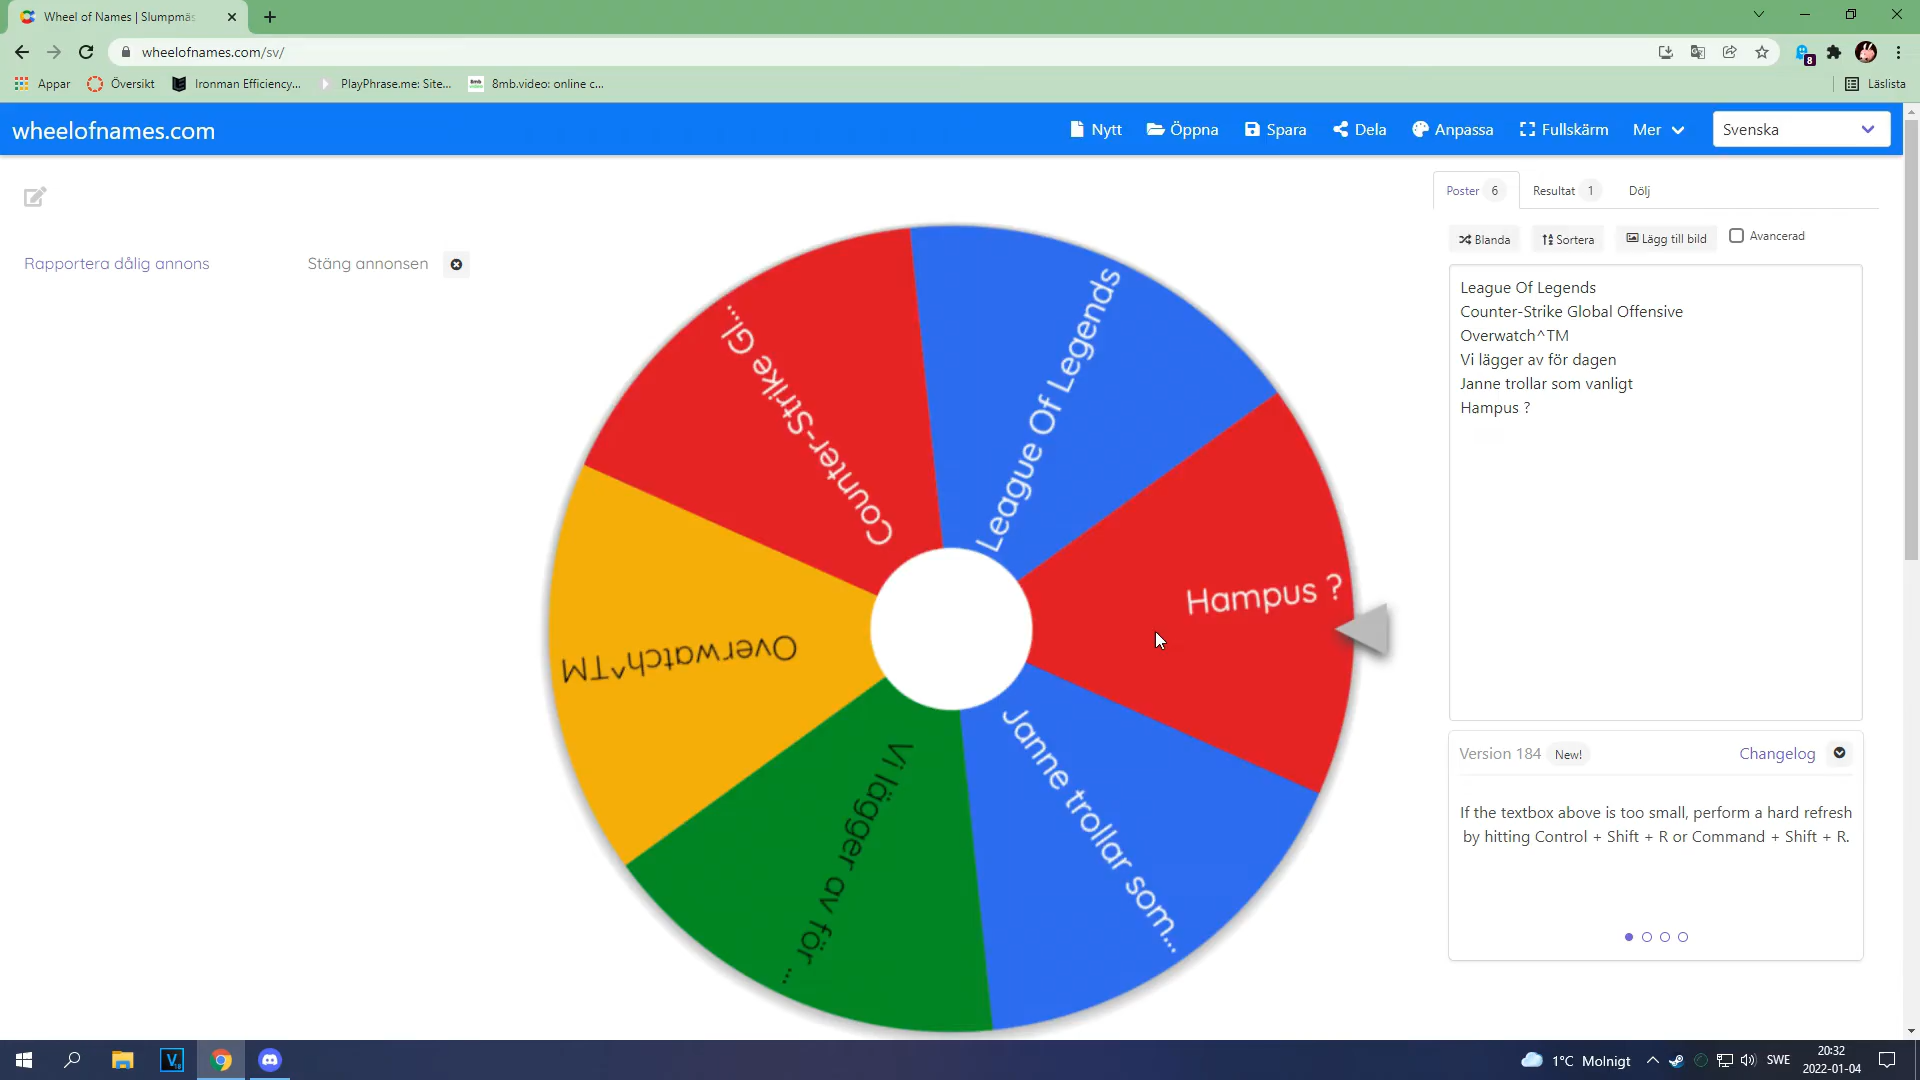 Wheel of Names | Slumpmäs
wheelofnames.com/sv/
8
Appar
Översikt
Ironman Efficiency...
PlayPhrase.me: Site...
8mb.video: online c...
Läslista
wheelofnames.com
Nytt
Öppna
Spara
Dela
Anpassa
Fullskärm
Mer
Svenska
Rapportera dålig annons
Stäng annonsen
Poster 6
Resultat 1
Dölj
Blanda
Sortera
Lägg till bild
Avancerad
League Of Legends
Counter-Strike Global Offensive
Overwatch^TM
Vi lägger av för dagen
Janne trollar som vanligt
Hampus ?
League Of Legends
Counter-Strike Gl...
Overwatch^TM
Vi lägger av för ...
Janne trollar som...
Hampus ?
Version 184 New!
Changelog
If the textbox above is too small, perform a hard refresh
by hitting Control + Shift + R or Command + Shift + R.
1°C Molnigt
SWE
20:32
2022-01-04